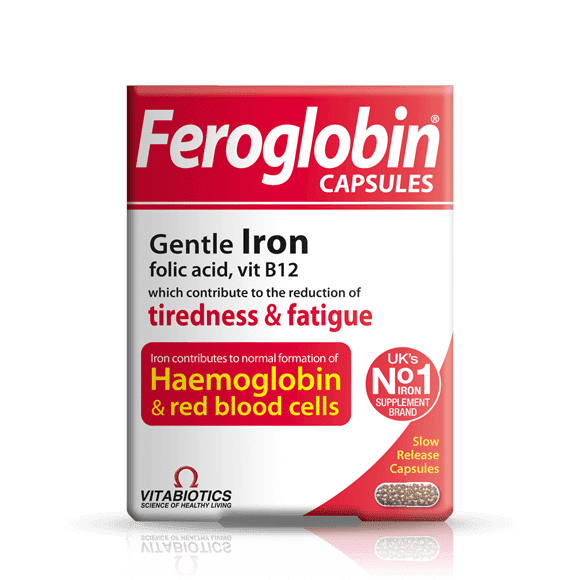 Feroglobin®
CAPSULES
Gentle Iron
folic acid, vit B12
which contribute to the reduction of
tiredness & fatigue
Iron contributes to normal formation of
Haemoglobin
& red blood cells
UK's
No1
IRON
SUPPLEMENT
BRAND
Slow
Release
Capsules
VITABIOTICS
SCIENCE OF HEALTHY LIVING